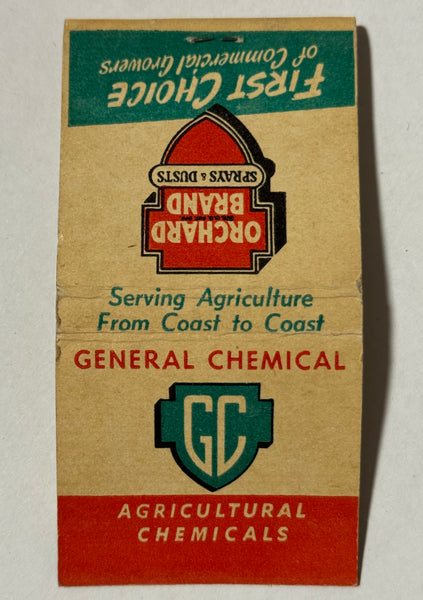 FIRST CHOICE
of Commercial Growers
ORCHARD
BRAND
SPRAYS & DUSTS
Serving Agriculture
From Coast to Coast
GENERAL CHEMICAL
GC
AGRICULTURAL
CHEMICALS